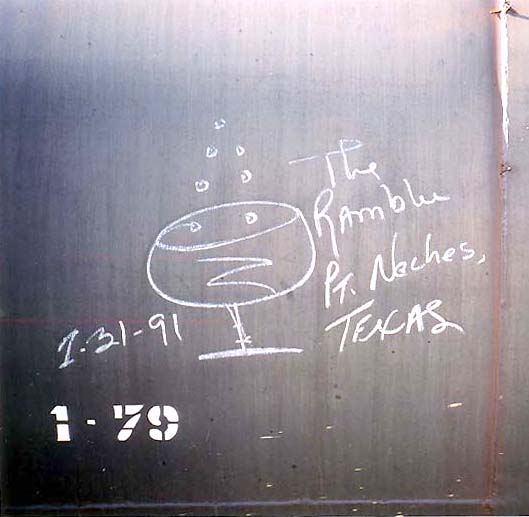 The
Rambler
Pt. Neches,
TEXAS
1-31-91
1-79